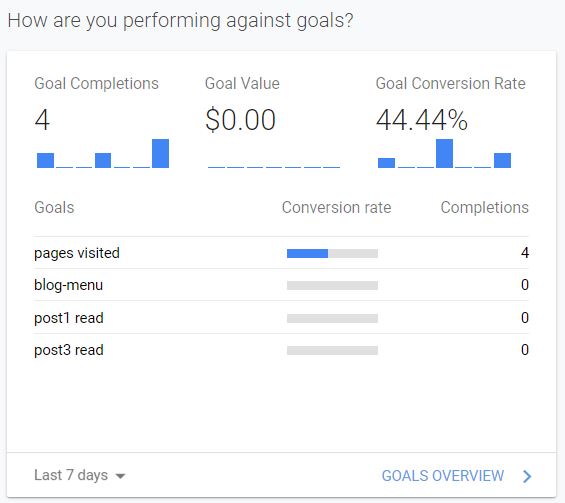 How are you performing against goals?
Goal Completions Goal Value Goal Conversion Rate
4 $0.00 44.44%
Goals Conversion rate Completions
pages visited 4
blog-menu 0
post1 read 0
post3 read 0
Last 7 days GOALS OVERVIEW